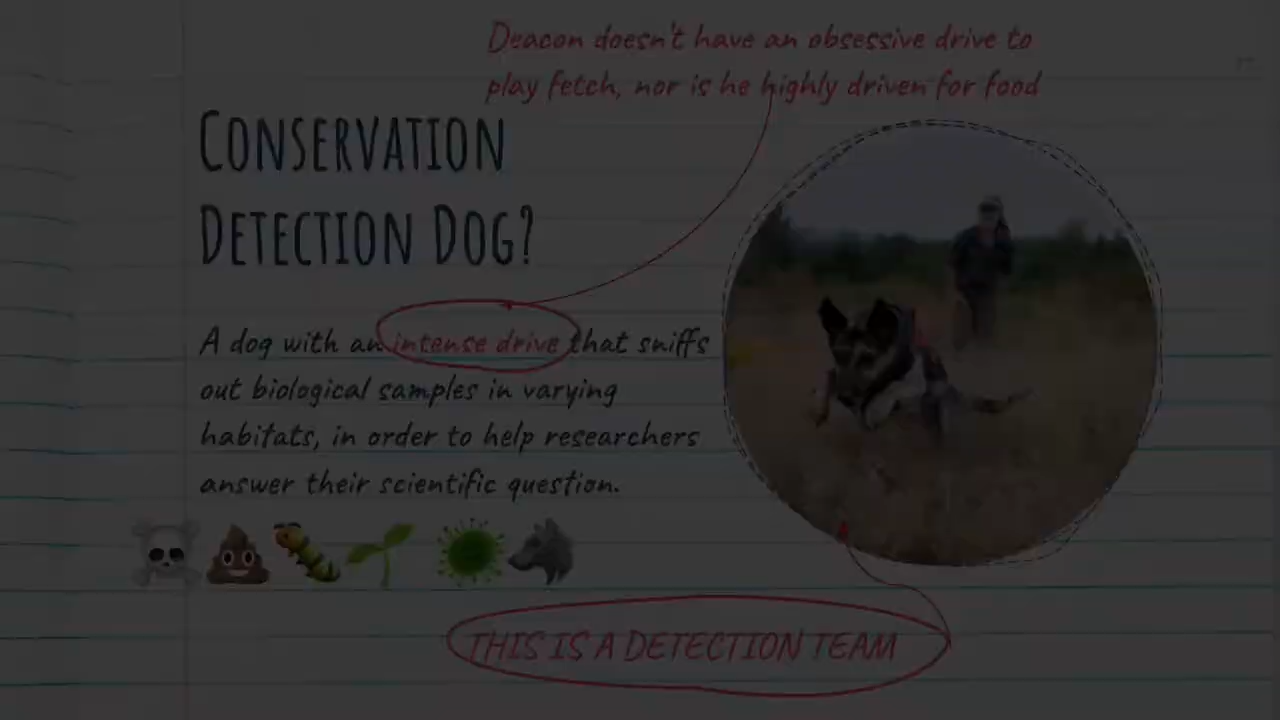 Deacon doesn't have an obsessive drive to
play fetch, nor is he highly driven for food
CONSERVATION
DETECTION DOG?
A dog with an intense drive that sniffs
out biological samples in varying
habitats, in order to help researchers
answer their scientific question.
THIS IS A DETECTION TEAM